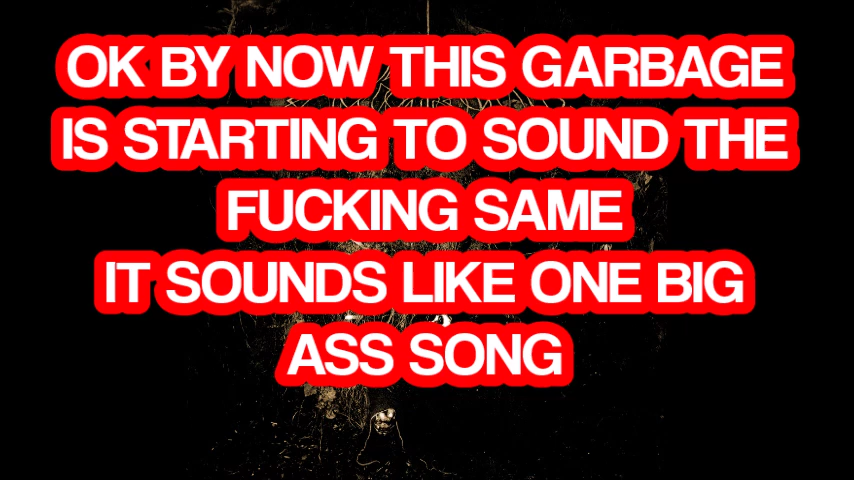 OK BY NOW THIS GARBAGE
IS STARTING TO SOUND THE
FUCKING SAME
IT SOUNDS LIKE ONE BIG
ASS SONG